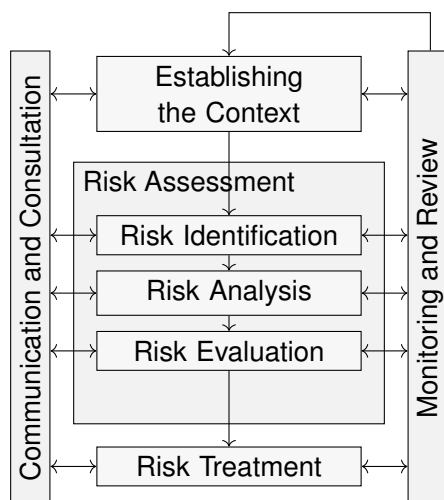 Establishing
the Context
Risk Assessment
Risk Identification
Risk Analysis
Risk Evaluation
Risk Treatment
Communication and Consultation
Monitoring and Review